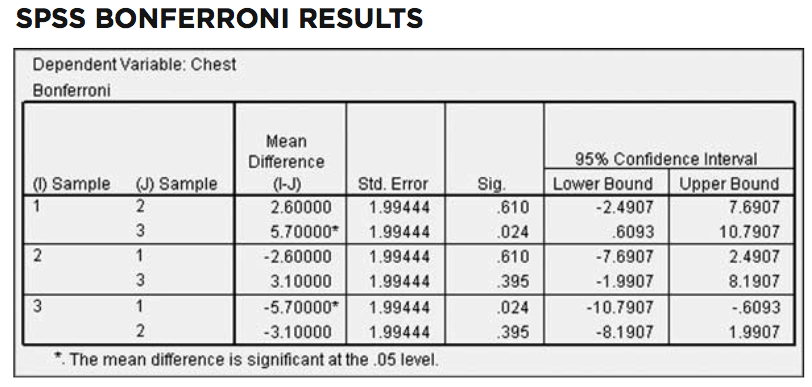 SPSS BONFERRONI RESULTS
Dependent Variable: Chest
Bonferroni
(I) Sample (J) Sample Mean Difference (I-J) Std. Error Sig. 95% Confidence Interval
Lower Bound Upper Bound
1 2 2.60000 1.99444 .610 -2.4907 7.6907
3 5.70000* 1.99444 .024 .6093 10.7907
2 1 -2.60000 1.99444 .610 -7.6907 2.4907
3 3.10000 1.99444 .395 -1.9907 8.1907
3 1 -5.70000* 1.99444 .024 -10.7907 -.6093
2 -3.10000 1.99444 .395 -8.1907 1.9907
*. The mean difference is significant at the .05 level.